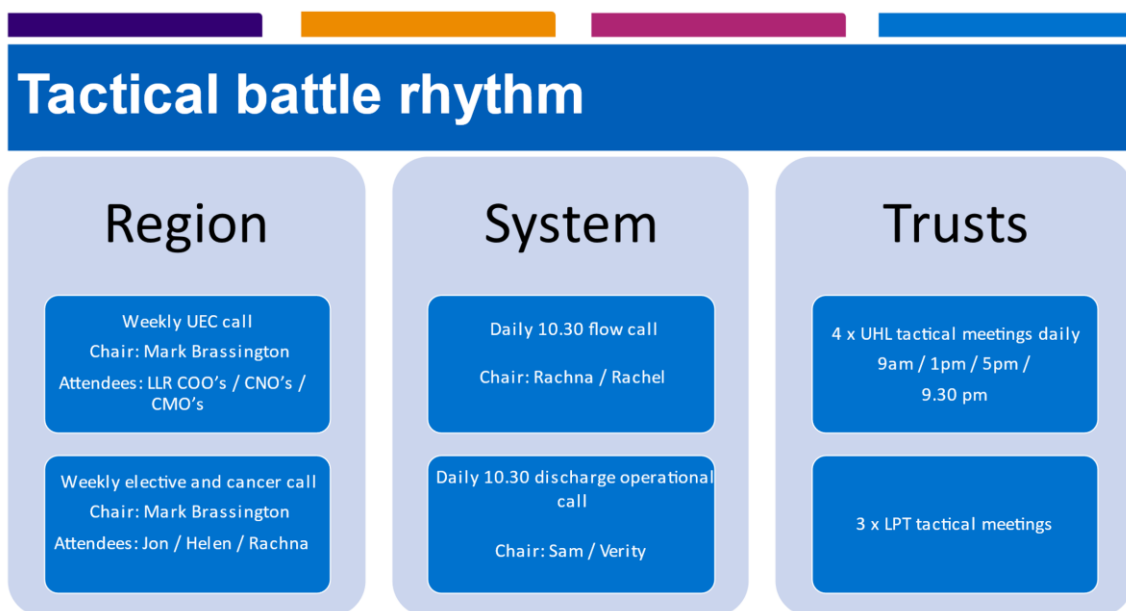 Tactical battle rhythm
Region
Weekly UEC call
Chair: Mark Brassington
Attendees: LLR COO's / CNO's /
CMO's
Weekly elective and cancer call
Chair: Mark Brassington
Attendees: Jon / Helen / Rachna
System
Daily 10.30 flow call
Chair: Rachna / Rachel
Daily 10.30 discharge operational
call
Chair: Sam / Verity
Trusts
4 x UHL tactical meetings daily
9am / 1pm / 5pm /
9.30 pm
3 x LPT tactical meetings